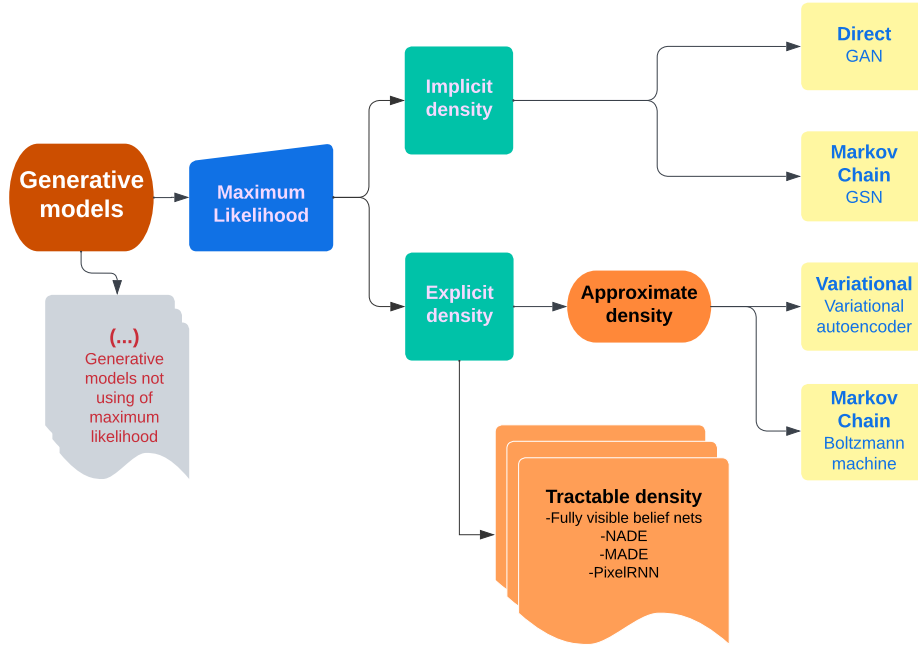 Direct
GAN
Implicit
density
Markov
Chain
GSN
Generative
models
Maximum
Likelihood
Explicit
density
Approximate
density
Variational
Variational
autoencoder
(...)
Generative
models not
using of
maximum
likelihood
Markov
Chain
Boltzmann
machine
Tractable density
-Fully visible belief nets
-NADE
-MADE
-PixelRNN